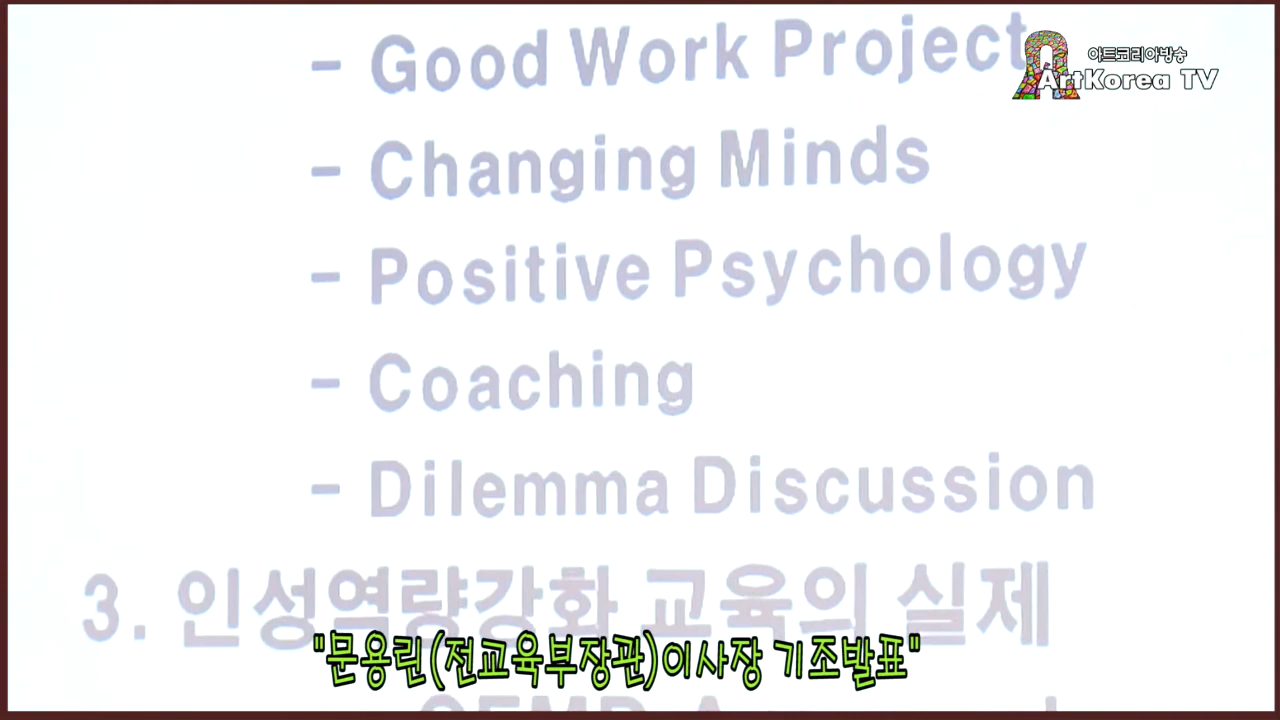 - Good Work Project
아트코리아방송
ArtKorea TV
- Changing Minds
- Positive Psychology
- Coaching
- Dilemma Discussion
3. 인성역량강화 교육의 실제
"문용린(전교육부장관)이사장 기조발표"